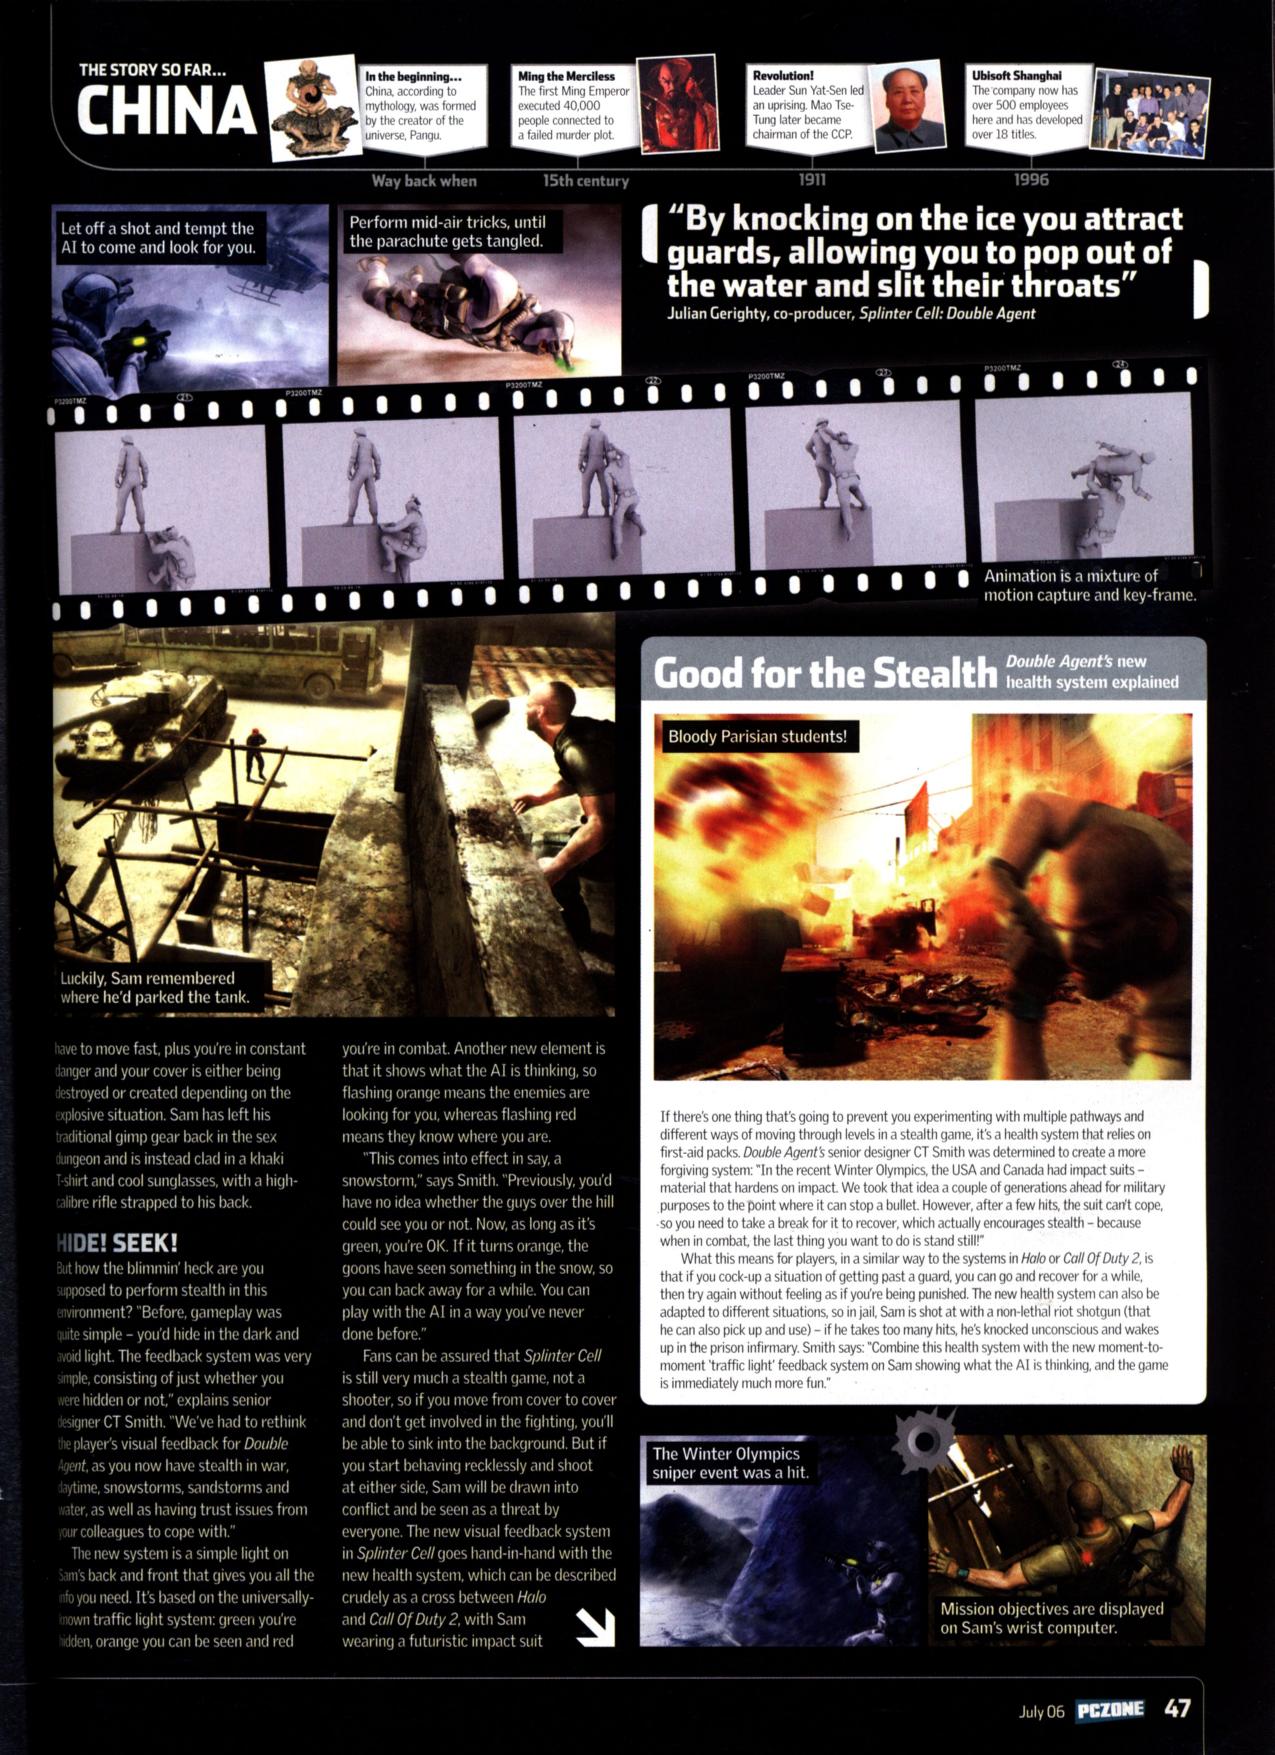 THE STORY SO FAR...
CHINA
In the beginning...
China, according to
mythology, was formed
by the creator of the
universe, Pangu.
Ming the Merciless
The first Ming Emperor
executed 40,000
people connected to
a failed murder plot.
Revolution!
Leader Sun Yat-Sen led
an uprising. Mao Tse-
Tung later became
chairman of the CCP.
Ubisoft Shanghai
The company now has
over 500 employees
here and has developed
over 18 titles.
Way back when
15th century
1911
1996
Let off a shot and tempt the
AI to come and look for you.
Perform mid-air tricks, until
the parachute gets tangled.
“By knocking on the ice you attract
guards, allowing you to pop out of
the water and slit their throats”
Julian Gerighty, co-producer, Splinter Cell: Double Agent
P3200TMZ
21
P3200TMZ
P3200TMZ
22
P3200TMZ
23
P3200TMZ
24
Animation is a mixture of
motion capture and key-frame.
Luckily, Sam remembered
where he'd parked the tank.
have to move fast, plus you're in constant
danger and your cover is either being
destroyed or created depending on the
explosive situation. Sam has left his
traditional gimp gear back in the sex
dungeon and is instead clad in a khaki
T-shirt and cool sunglasses, with a high-
calibre rifle strapped to his back.
HIDE! SEEK!
But how the blimmin' heck are you
supposed to perform stealth in this
environment? “Before, gameplay was
quite simple – you'd hide in the dark and
avoid light. The feedback system was very
simple, consisting of just whether you
were hidden or not,” explains senior
designer CT Smith. “We've had to rethink
the player's visual feedback for Double
Agent, as you now have stealth in war,
daytime, snowstorms, sandstorms and
water, as well as having trust issues from
your colleagues to cope with.”
The new system is a simple light on
Sam's back and front that gives you all the
info you need. It's based on the universally-
known traffic light system: green you're
hidden, orange you can be seen and red
you're in combat. Another new element is
that it shows what the AI is thinking, so
flashing orange means the enemies are
looking for you, whereas flashing red
means they know where you are.
“This comes into effect in say, a
snowstorm,” says Smith. “Previously, you'd
have no idea whether the guys over the hill
could see you or not. Now, as long as it's
green, you're OK. If it turns orange, the
goons have seen something in the snow, so
you can back away for a while. You can
play with the AI in a way you've never
done before.”
Fans can be assured that Splinter Cell
is still very much a stealth game, not a
shooter, so if you move from cover to cover
and don't get involved in the fighting, you'll
be able to sink into the background. But if
you start behaving recklessly and shoot
at either side, Sam will be drawn into
conflict and be seen as a threat by
everyone. The new visual feedback system
in Splinter Cell goes hand-in-hand with the
new health system, which can be described
crudely as a cross between Halo
and Call Of Duty 2, with Sam
wearing a futuristic impact suit
Good for the Stealth
Double Agent's new
health system explained
Bloody Parisian students!
If there's one thing that's going to prevent you experimenting with multiple pathways and
different ways of moving through levels in a stealth game, it's a health system that relies on
first-aid packs. Double Agent's senior designer CT Smith was determined to create a more
forgiving system: “In the recent Winter Olympics, the USA and Canada had impact suits –
material that hardens on impact. We took that idea a couple of generations ahead for military
purposes to the point where it can stop a bullet. However, after a few hits, the suit can't cope,
so you need to take a break for it to recover, which actually encourages stealth – because
when in combat, the last thing you want to do is stand still!”
What this means for players, in a similar way to the systems in Halo or Call Of Duty 2, is
that if you cock-up a situation of getting past a guard, you can go and recover for a while,
then try again without feeling as if you're being punished. The new health system can also be
adapted to different situations, so in jail, Sam is shot at with a non-lethal riot shotgun (that
he can also pick up and use) – if he takes too many hits, he's knocked unconscious and wakes
up in the prison infirmary. Smith says: “Combine this health system with the new moment-to-
moment 'traffic light' feedback system on Sam showing what the AI is thinking, and the game
is immediately much more fun.”
The Winter Olympics
sniper event was a hit.
Mission objectives are displayed
on Sam's wrist computer.
July 06 PCZONE 47